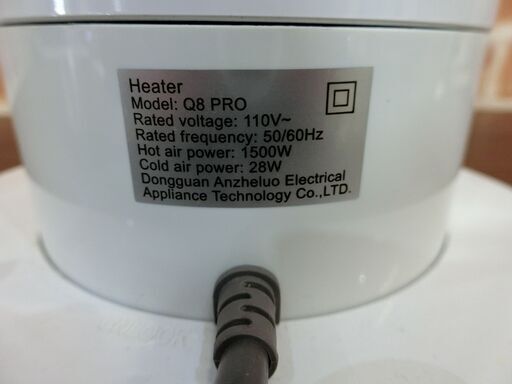 Heater
Model: Q8 PRO
Rated voltage: 110V~
Rated frequency: 50/60Hz
Hot air power: 1500W
Cold air power: 28W
Dongguan Anzheluo Electrical
Appliance Technology Co.,LTD.